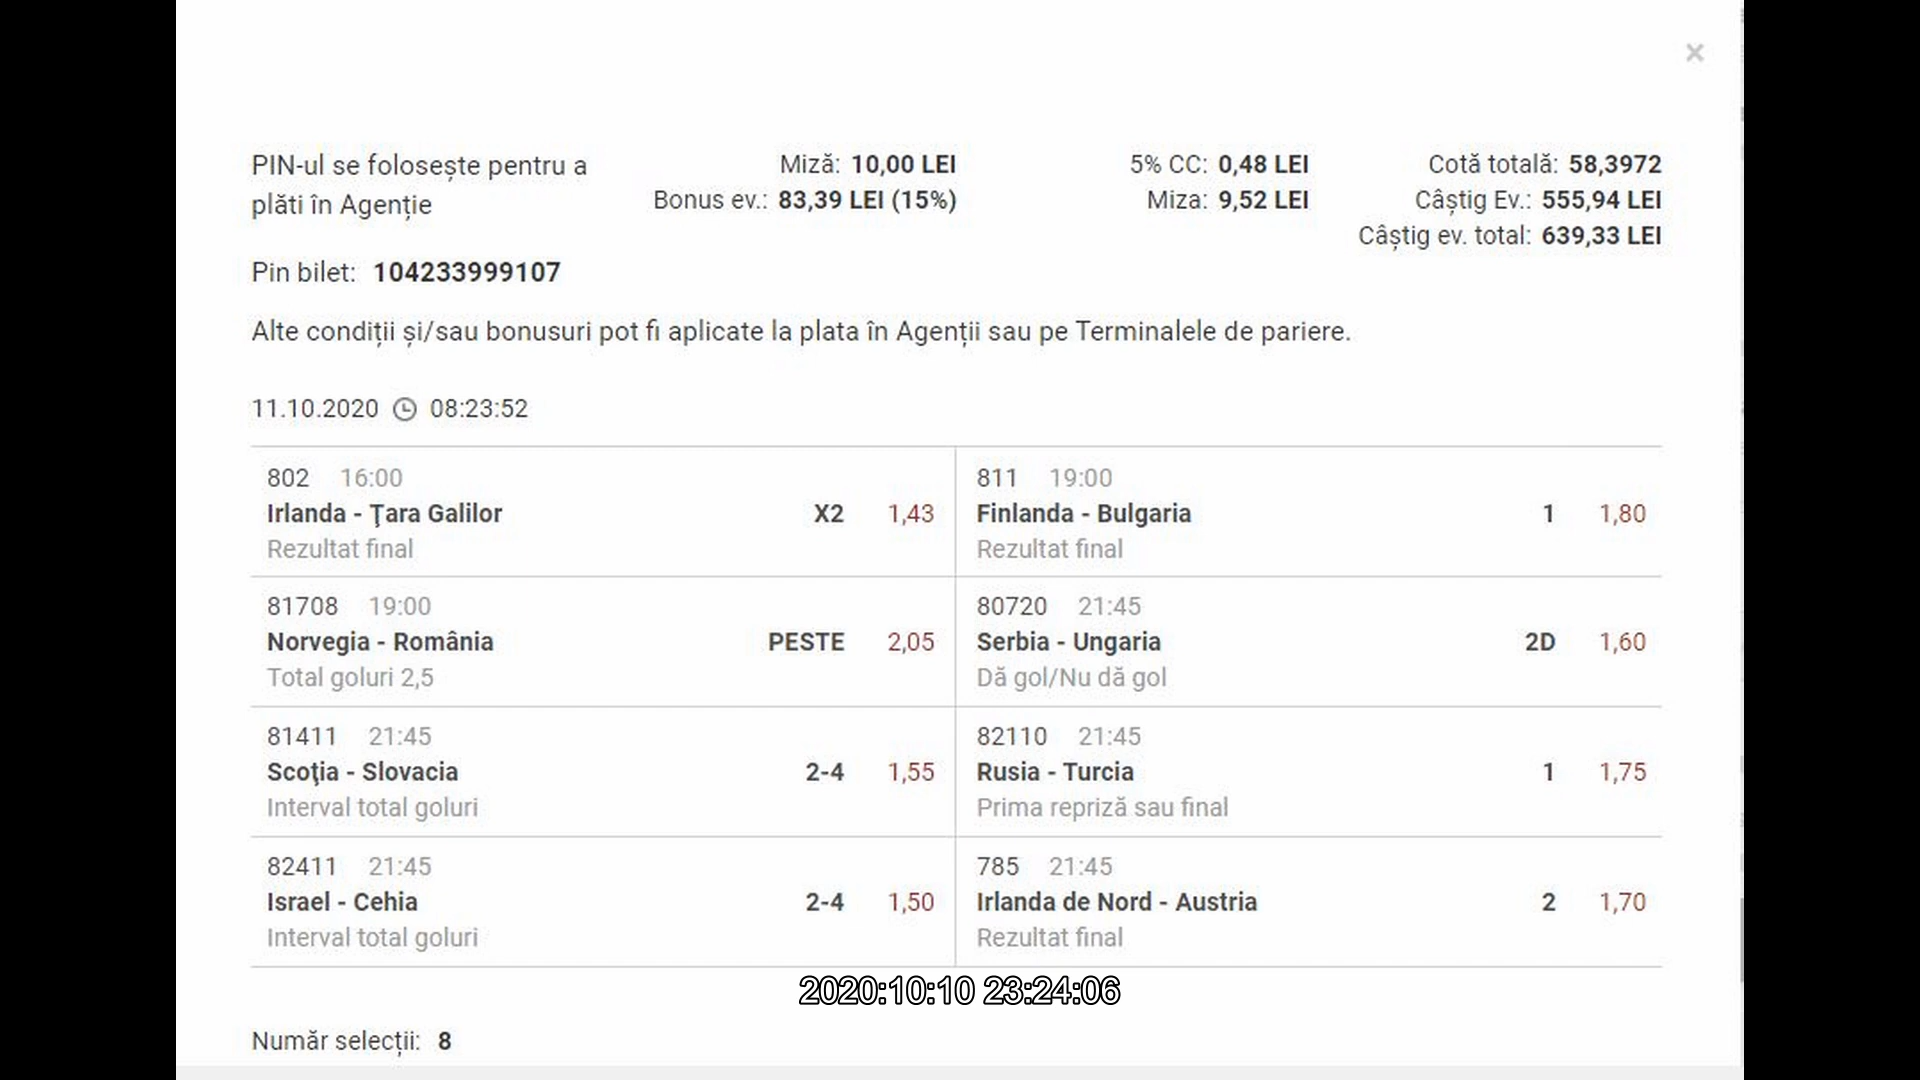 ×
PIN-ul se folosește pentru a
plăti în Agenție
Pin bilet: 104233999107
Miză: 10,00 LEI
Bonus ev.: 83,39 LEI (15%)
5% CC: 0,48 LEI
Miza: 9,52 LEI
Cotă totală: 58,3972
Câștig Ev.: 555,94 LEI
Câștig ev. total: 639,33 LEI
Alte condiții și/sau bonusuri pot fi aplicate la plata în Agenții sau pe Terminalele de pariere.
11.10.2020 08:23:52
802 16:00
Irlanda - Ţara Galilor X2 1,43
Rezultat final
811 19:00
Finlanda - Bulgaria 1 1,80
Rezultat final
81708 19:00
Norvegia - România PESTE 2,05
Total goluri 2,5
80720 21:45
Serbia - Ungaria 2D 1,60
Dă gol/Nu dă gol
81411 21:45
Scoţia - Slovacia 2-4 1,55
Interval total goluri
82110 21:45
Rusia - Turcia 1 1,75
Prima repriză sau final
82411 21:45
Israel - Cehia 2-4 1,50
Interval total goluri
785 21:45
Irlanda de Nord - Austria 2 1,70
Rezultat final
2020:10:10 23:24:06
Număr selecții: 8